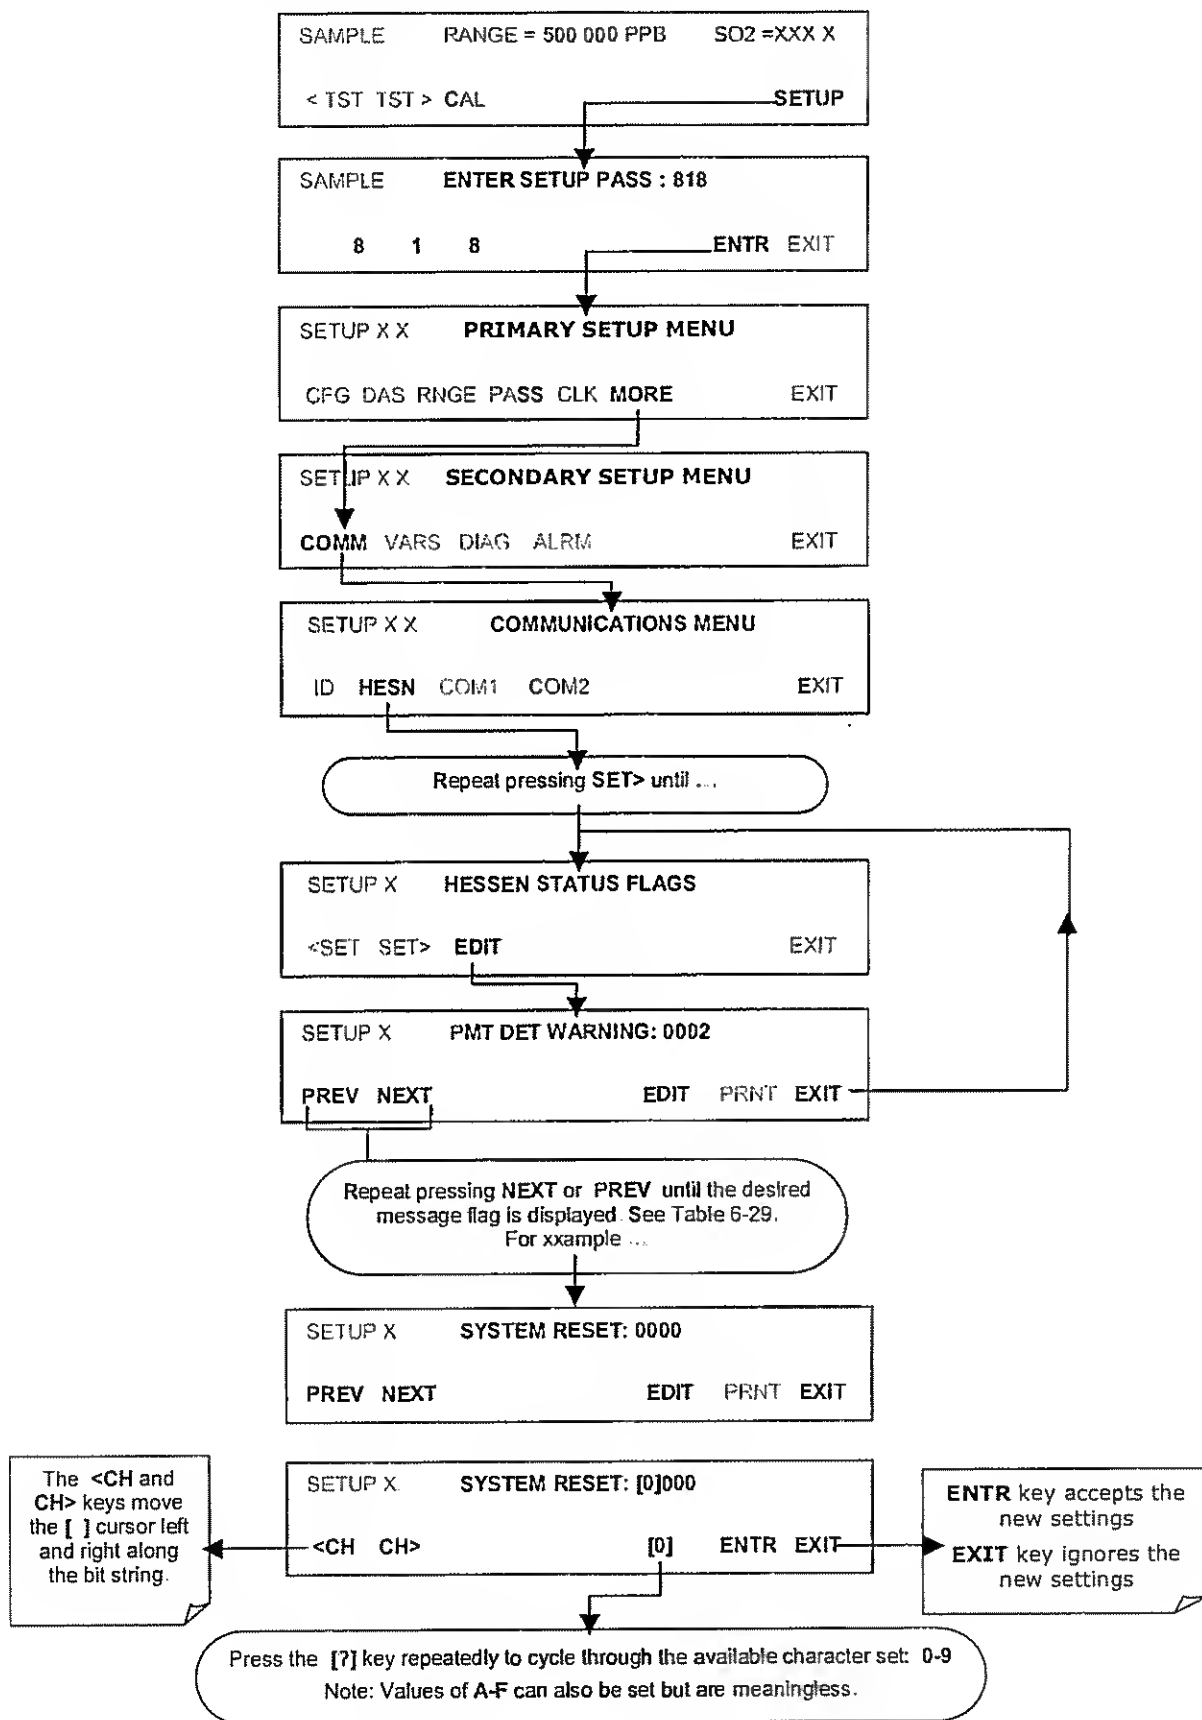 SAMPLE RANGE = 500 000 PPB SO2 =XXX X
< TST TST > CAL SETUP
SAMPLE ENTER SETUP PASS : 818
8 1 8 ENTR EXIT
SETUP X X PRIMARY SETUP MENU
CFG DAS RNGE PASS CLK MORE EXIT
SETUP X X SECONDARY SETUP MENU
COMM VARS DIAG ALRM EXIT
SETUP X X COMMUNICATIONS MENU
ID HESN COM1 COM2 EXIT
Repeat pressing SET> until ...
SETUP X HESSEN STATUS FLAGS
<SET SET> EDIT EXIT
SETUP X PMT DET WARNING: 0002
PREV NEXT EDIT PRNT EXIT
Repeat pressing NEXT or PREV until the desired
message flag is displayed. See Table 6-29.
For xxample ...
SETUP X SYSTEM RESET: 0000
PREV NEXT EDIT PRNT EXIT
The <CH and
CH> keys move
the [ ] cursor left
and right along
the bit string.
SETUP X. SYSTEM RESET: [0]000
<CH CH> [0] ENTR EXIT
ENTR key accepts the
new settings
EXIT key ignores the
new settings
Press the [?] key repeatedly to cycle through the available character set: 0-9
Note: Values of A-F can also be set but are meaningless.